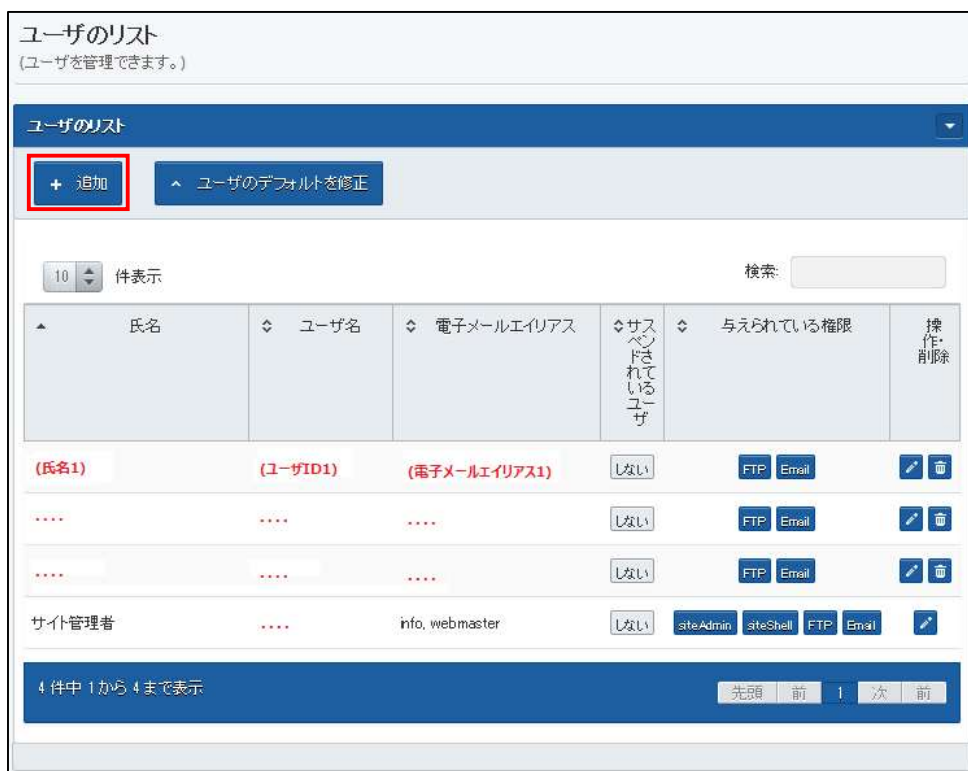 ユーザのリスト
(ユーザを管理できます。)
ユーザのリスト
+ 追加
ユーザのデフォルトを修正
10 件表示
検索:
氏名
ユーザ名
電子メールエイリアス
サスペンドされているユーザ
与えられている権限
操作・削除
(氏名1) (ユーザID1) (電子メールエイリアス1) しない FTP Email
.... .... .... しない FTP Email
.... .... .... しない FTP Email
サイト管理者 .... info, webmaster しない siteAdmin siteShell FTP Email
4 件中 1 から 4 まで表示
先頭 前 1 次 前